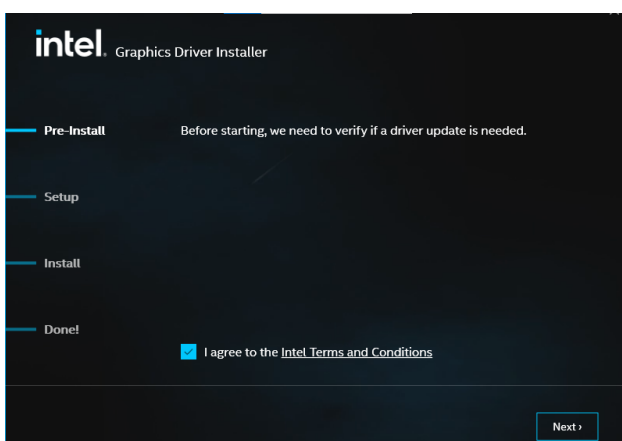 intel. Graphics Driver Installer
Pre-Install
Before starting, we need to verify if a driver update is needed.
Setup
Install
Done!
I agree to the Intel Terms and Conditions
Next ›